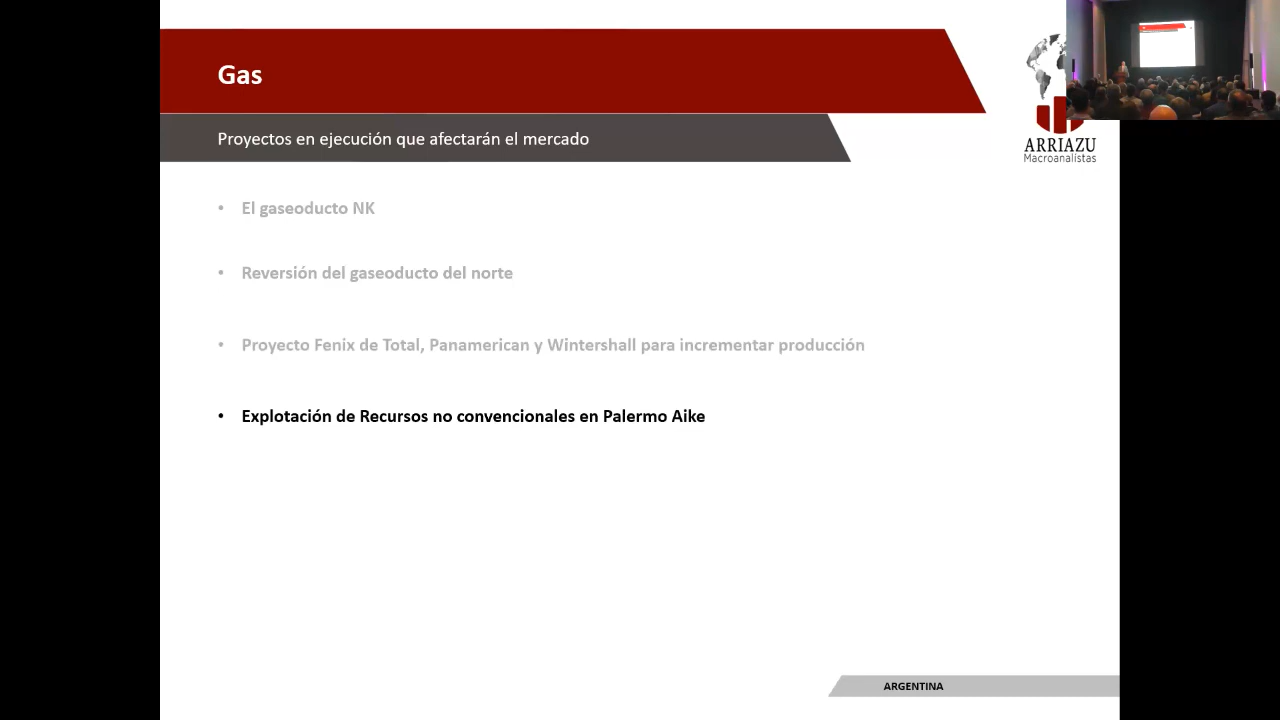 Gas
Proyectos en ejecución que afectarán el mercado
ARRIAZU
Macroanalistas
• El gaseoducto NK
• Reversión del gaseoducto del norte
• Proyecto Fenix de Total, Panamerican y Wintershall para incrementar producción
• Explotación de Recursos no convencionales en Palermo Aike
ARGENTINA